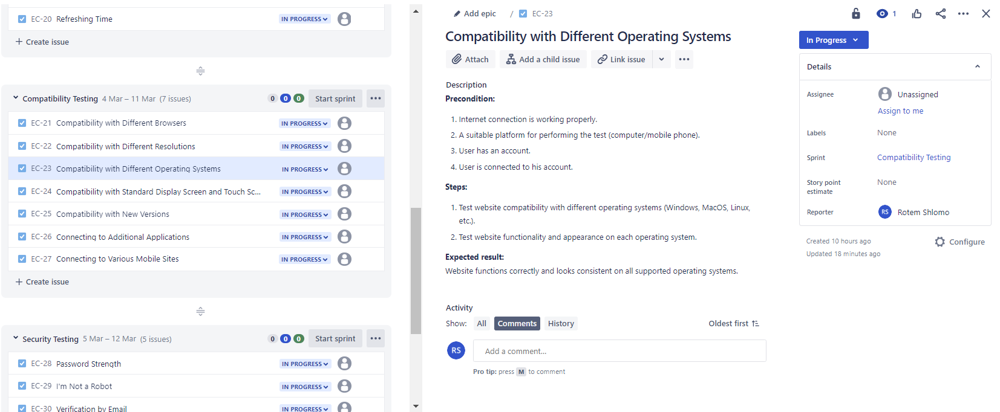 EC-20 Refreshing Time IN PROGRESS
+ Create issue
Compatibility Testing 4 Mar – 11 Mar (7 issues) 0 0 0 Start sprint
EC-21 Compatibility with Different Browsers IN PROGRESS
EC-22 Compatibility with Different Resolutions IN PROGRESS
EC-23 Compatibility with Different Operating Systems IN PROGRESS
EC-24 Compatibility with Standard Display Screen and Touch Sc... IN PROGRESS
EC-25 Compatibility with New Versions IN PROGRESS
EC-26 Connecting to Additional Applications IN PROGRESS
EC-27 Connecting to Various Mobile Sites IN PROGRESS
+ Create issue
Security Testing 5 Mar – 12 Mar (5 issues) 0 0 0 Start sprint
EC-28 Password Strength IN PROGRESS
EC-29 I'm Not a Robot IN PROGRESS
EC-30 Verification by Email IN PROGRESS
Add epic / EC-23
1
Compatibility with Different Operating Systems
Attach Add a child issue Link issue
Description
Precondition:
1. Internet connection is working properly.
2. A suitable platform for performing the test (computer/mobile phone).
3. User has an account.
4. User is connected to his account.
Steps:
1. Test website compatibility with different operating systems (Windows, MacOS, Linux,
etc.).
2. Test website functionality and appearance on each operating system.
Expected result:
Website functions correctly and looks consistent on all supported operating systems.
Activity
Show: All Comments History Oldest first
RS Add a comment...
Pro tip: press M to comment
In Progress
Details
Assignee Unassigned
Assign to me
Labels None
Sprint Compatibility Testing
Story point None
estimate
Reporter RS Rotem Shlomo
Created 10 hours ago Configure
Updated 18 minutes ago